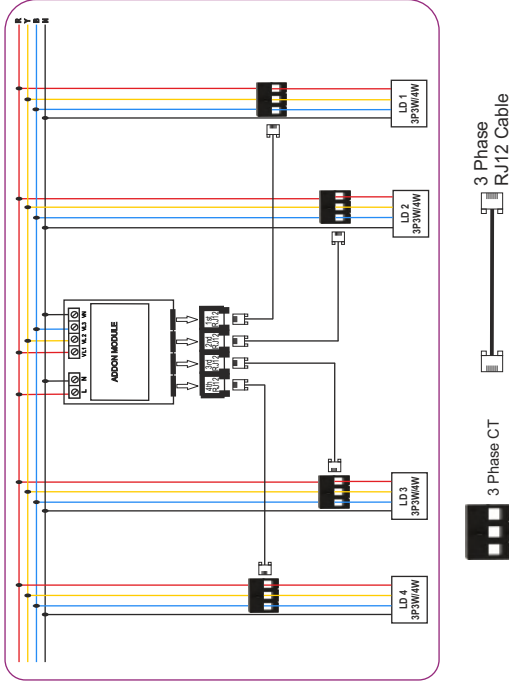 R
Y
B
N
LD 1
3P3W/4W
LD 2
3P3W/4W
L
N
VL1
VL2
VL3
VN
ADDON MODULE
4th
RJ12
3rd
RJ12
2nd
RJ12
1st
RJ12
LD 3
3P3W/4W
LD 4
3P3W/4W
3 Phase CT
3 Phase
RJ12 Cable